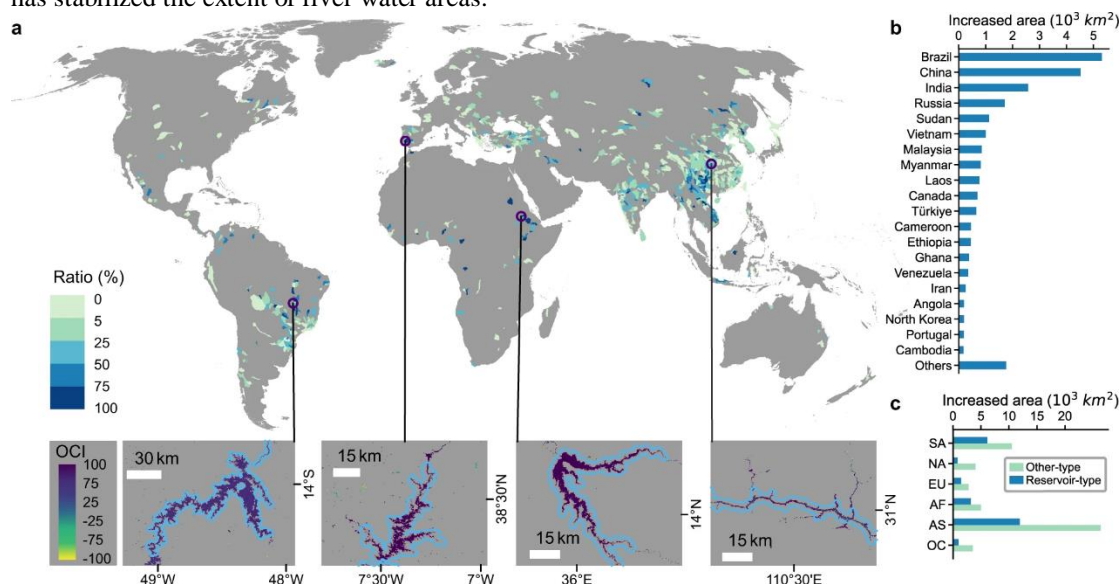 has stabilized the extent of river water areas.
a
Ratio (%)
0
5
25
50
75
100
OCI
100
75
25
-25
-75
-100
30 km
14°S
49°W
48°W
15 km
38°30'N
7°30'E
7°W
15 km
14°N
36°E
15 km
31°N
110°30'E
b
Increased area (10³ km²)
0 1 2 3 4 5
Brazil
China
India
Russia
Sudan
Vietnam
Malaysia
Myanmar
Laos
Canada
Türkiye
Cameroon
Ethiopia
Ghana
Venezuela
Iran
Angola
North Korea
Portugal
Cambodia
Others
c
Increased area (10³ km²)
0 5 10 15 20
SA
NA
EU
AF
AS
OC
Other-type
Reservoir-type